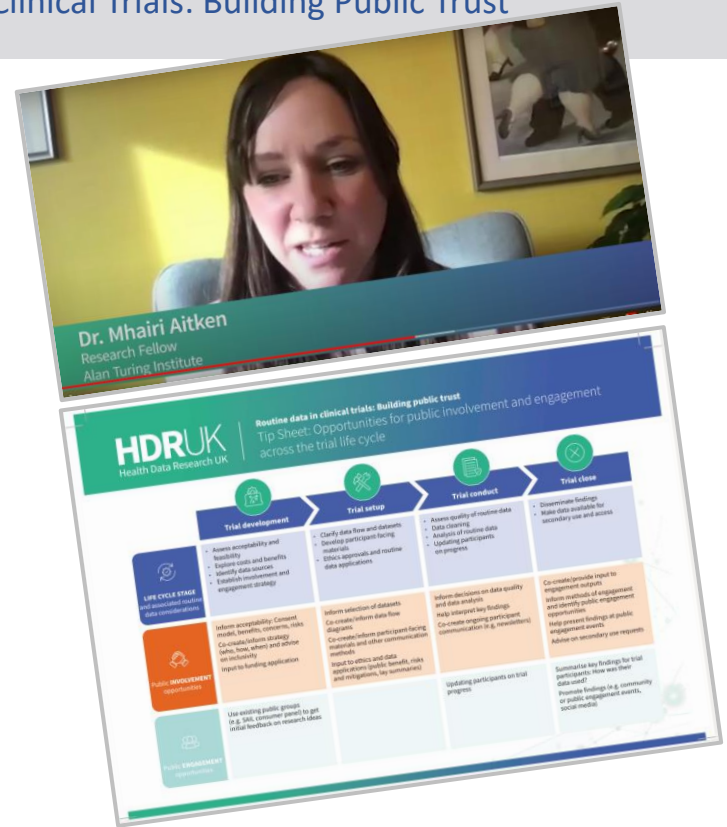 Clinical Trials: Building Public Trust
Dr. Mhairi Aitken
Research Fellow
Alan Turing Institute
HDRUK
Health Data Research UK
Routine data in clinical trials: Building public trust
Tip Sheet: Opportunities for public involvement and engagement
across the trial life cycle
Trial development
Trial setup
Trial conduct
Trial close
LIFE CYCLE STAGE
and associated routine
data considerations
• Assess acceptability and
feasibility
• Explore costs and benefits
• Identify data sources
• Establish involvement and
engagement strategy
• Clarify data flow and datasets
• Develop participant-facing
materials
• Ethics approvals and routine
data applications
• Assess quality of routine data
• Data cleaning
• Analysis of routine data
• Updating participants
on progress
• Disseminate findings
• Make data available for
secondary use and access
Public INVOLVEMENT
opportunities
Inform acceptability: Consent
model, benefits, concerns, risks
Co-create/inform strategy
(who, how, when) and advise
on inclusivity
Input to funding application
Inform selection of datasets
Co-create/inform data flow
diagrams
Co-create/inform participant-facing
materials and other communication
methods
Input to ethics and data
applications (public benefit, risks
and mitigations, lay summaries)
Inform decisions on data quality
and data analysis
Help interpret key findings
Co-create ongoing participant
communication (e.g. newsletters)
Co-create/provide input to
engagement outputs
Inform methods of engagement
and identify public engagement
opportunities
Help present findings at public
engagement events
Advise on secondary use requests
Public ENGAGEMENT
opportunities
Use existing public groups
(e.g. SAIL consumer panel) to get
initial feedback on research ideas
Updating participants on trial
progress
Summarise key findings for trial
participants: How was their
data used?
Promote findings (e.g. community
or public engagement events,
social media)